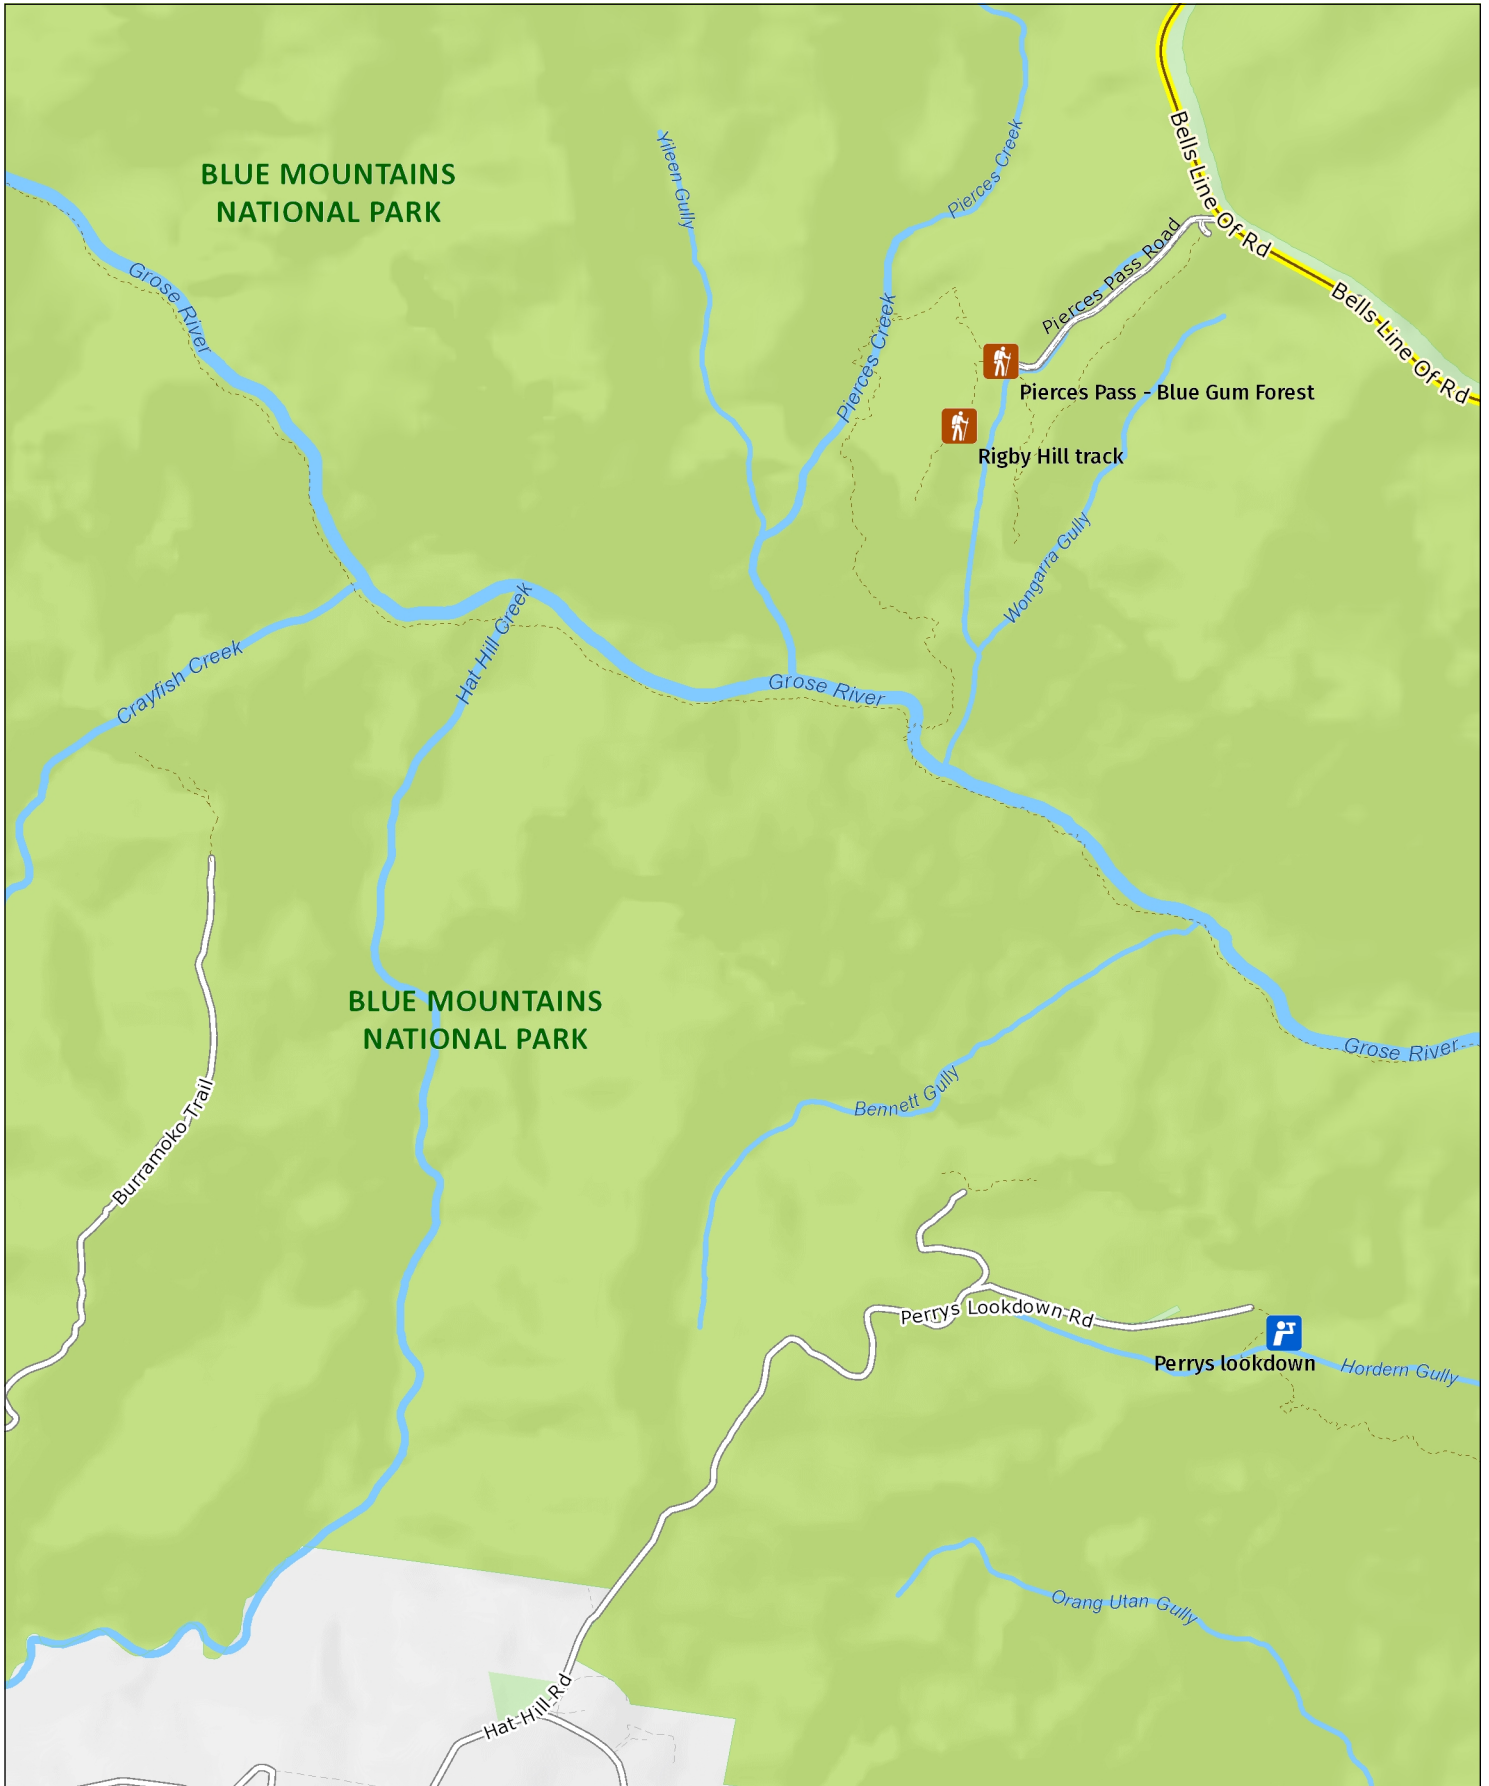 Pierces Creek
Bells Line Of Rd
Yileen Gully
BLUE MOUNTAINS
NATIONAL PARK
Pierces Pass Road
Grose River
Bells Line Of Rd
Pierces Creek
Pierces Pass - Blue Gum Forest
Rigby Hill track
Wongarra Gully
Hat Hill Creek
Crayfish Creek
Grose River
BLUE MOUNTAINS
NATIONAL PARK
Grose River
Bennett Gully
Burramoko Trail
Perrys Lookdown Rd
Perrys lookdown
Hordern Gully
Orang Utan Gully
Hat Hill Rd